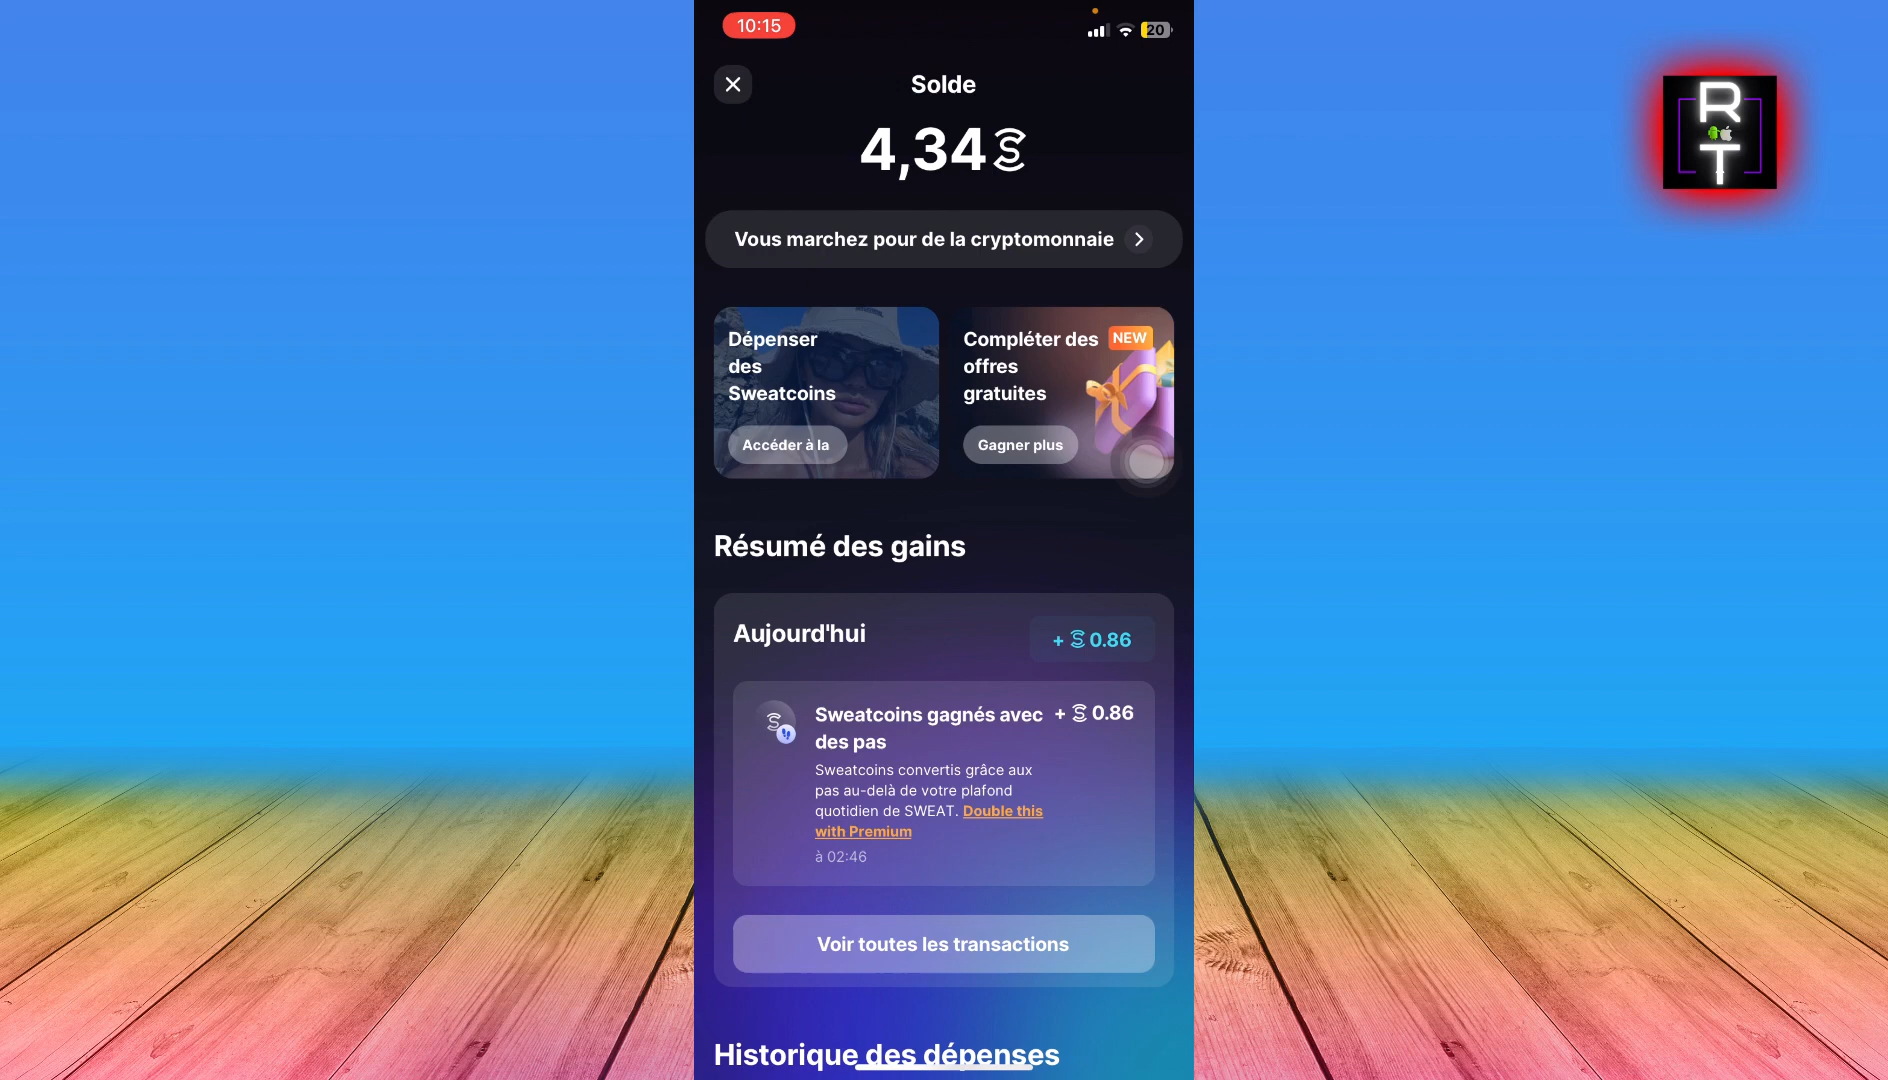 10:15
20
Solde
4,34
Vous marchez pour de la cryptomonnaie
Dépenser
des
Sweatcoins
Accéder à la
Compléter des
offres
gratuites
NEW
Gagner plus
Résumé des gains
Aujourd'hui
+ 0.86
Sweatcoins gagnés avec
des pas
+ 0.86
Sweatcoins convertis grâce aux
pas au-delà de votre plafond
quotidien de SWEAT. Double this
with Premium
à 02:46
Voir toutes les transactions
Historique des dépenses
R
T